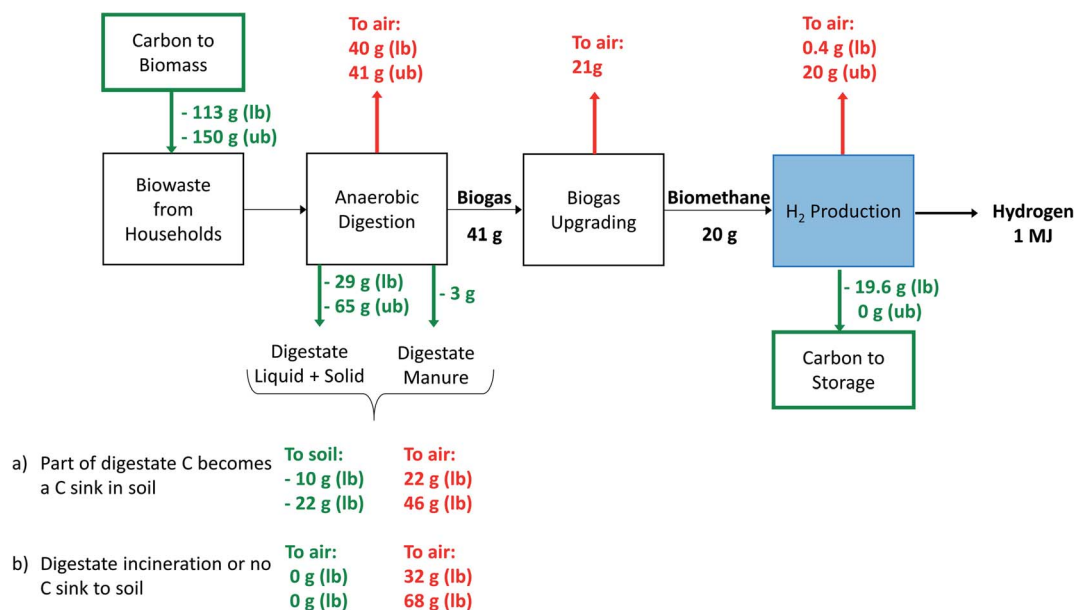 Carbon to
Biomass
- 113 g (lb)
- 150 g (ub)
Biowaste
from
Households
To air:
40 g (lb)
41 g (ub)
Anaerobic
Digestion
Biogas
41 g
- 29 g (lb)
- 65 g (ub)
- 3 g
Digestate
Liquid + Solid
Digestate
Manure
To air:
21g
Biogas
Upgrading
Biomethane
20 g
To air:
0.4 g (lb)
20 g (ub)
H₂ Production
Hydrogen
1 MJ
- 19.6 g (lb)
0 g (ub)
Carbon to
Storage
a) Part of digestate C becomes
a C sink in soil
To soil:
- 10 g (lb)
- 22 g (lb)
To air:
22 g (lb)
46 g (lb)
b) Digestate incineration or no
C sink to soil
To air:
0 g (lb)
0 g (lb)
To air:
32 g (lb)
68 g (lb)